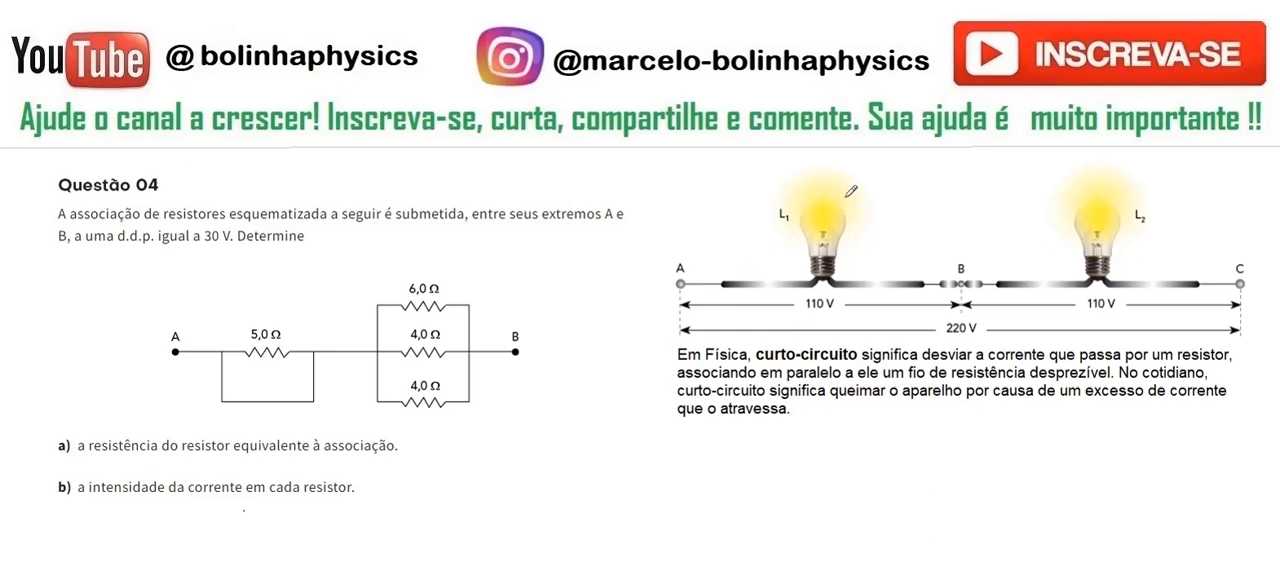 YouTube @ bolinhaphysics @marcelo-bolinhaphysics INSCREVA-SE
Ajude o canal a crescer! Inscreva-se, curta, compartilhe e comente. Sua ajuda é muito importante !!
Questão 04
A associação de resistores esquematizada a seguir é submetida, entre seus extremos A e
B, a uma d.d.p. igual a 30 V. Determine
6,0 Ω
A 5,0 Ω 4,0 Ω B
4,0 Ω
a) a resistência do resistor equivalente à associação.
b) a intensidade da corrente em cada resistor.
L1 L2
A B C
110 V 110 V
220 V
Em Física, curto-circuito significa desviar a corrente que passa por um resistor,
associando em paralelo a ele um fio de resistência desprezível. No cotidiano,
curto-circuito significa queimar o aparelho por causa de um excesso de corrente
que o atravessa.